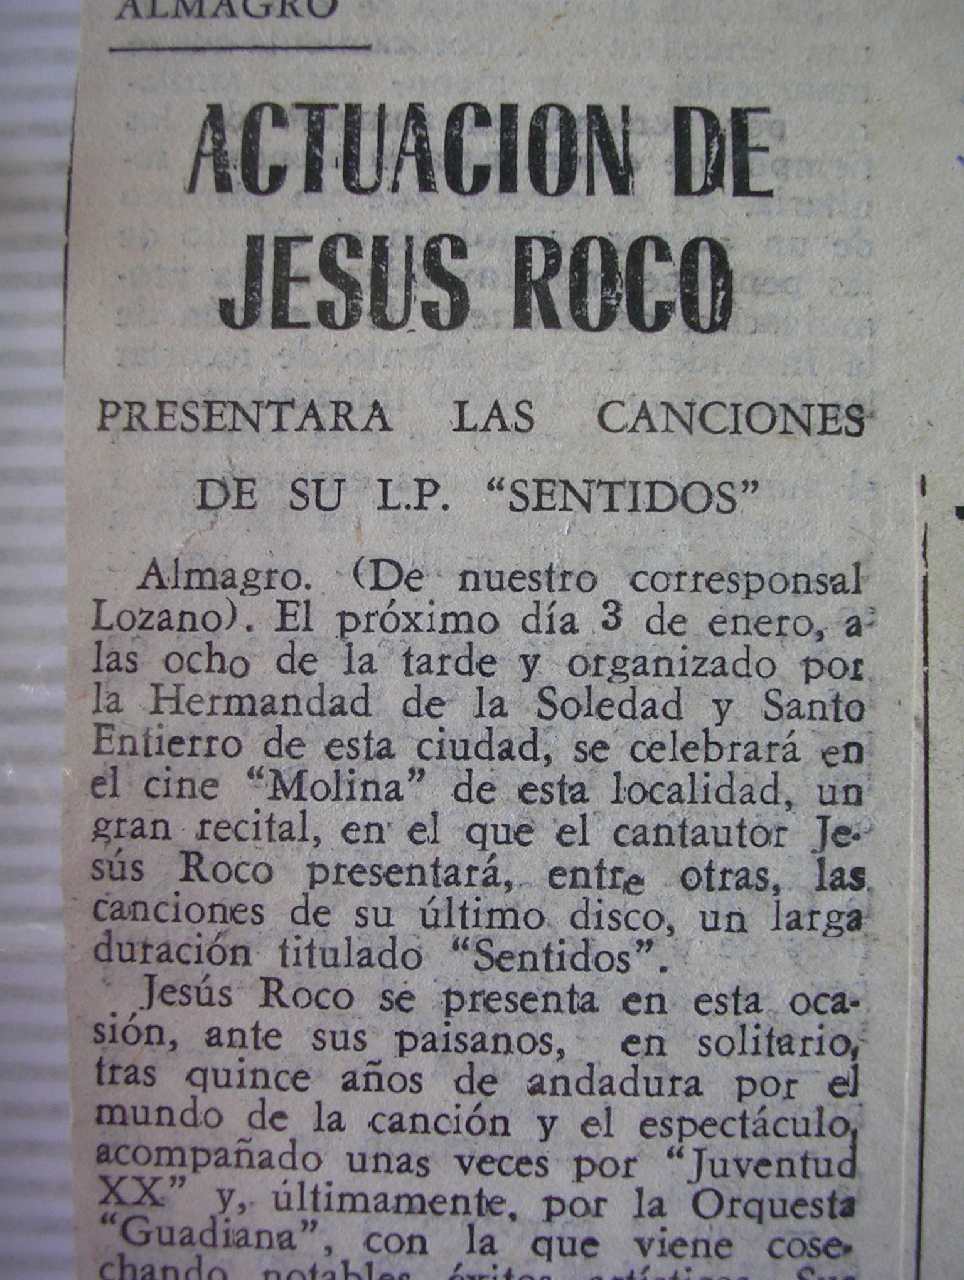 ALMAGRO
ACTUACION DE
JESUS ROCO
PRESENTARA LAS CANCIONES
DE SU L.P. “SENTIDOS”
Almagro. (De nuestro corresponsal
Lozano). El próximo día 3 de enero, a
las ocho de la tarde y organizado por
la Hermandad de la Soledad y Santo
Entierro de esta ciudad, se celebrará en
el cine “Molina” de esta localidad, un
gran recital, en el que el cantautor Je-
sús Roco presentará, entre otras, las
canciones de su último disco, un larga
duración titulado “Sentidos”.
Jesús Roco se presenta en esta oca-
sión, ante sus paisanos, en solitario,
tras quince años de andadura por el
mundo de la canción y el espectáculo,
acompañado unas veces por “Juventud
XX” y, últimamente, por la Orquesta
“Guadiana”, con la que viene cose-
chando notables éxitos artísticos.